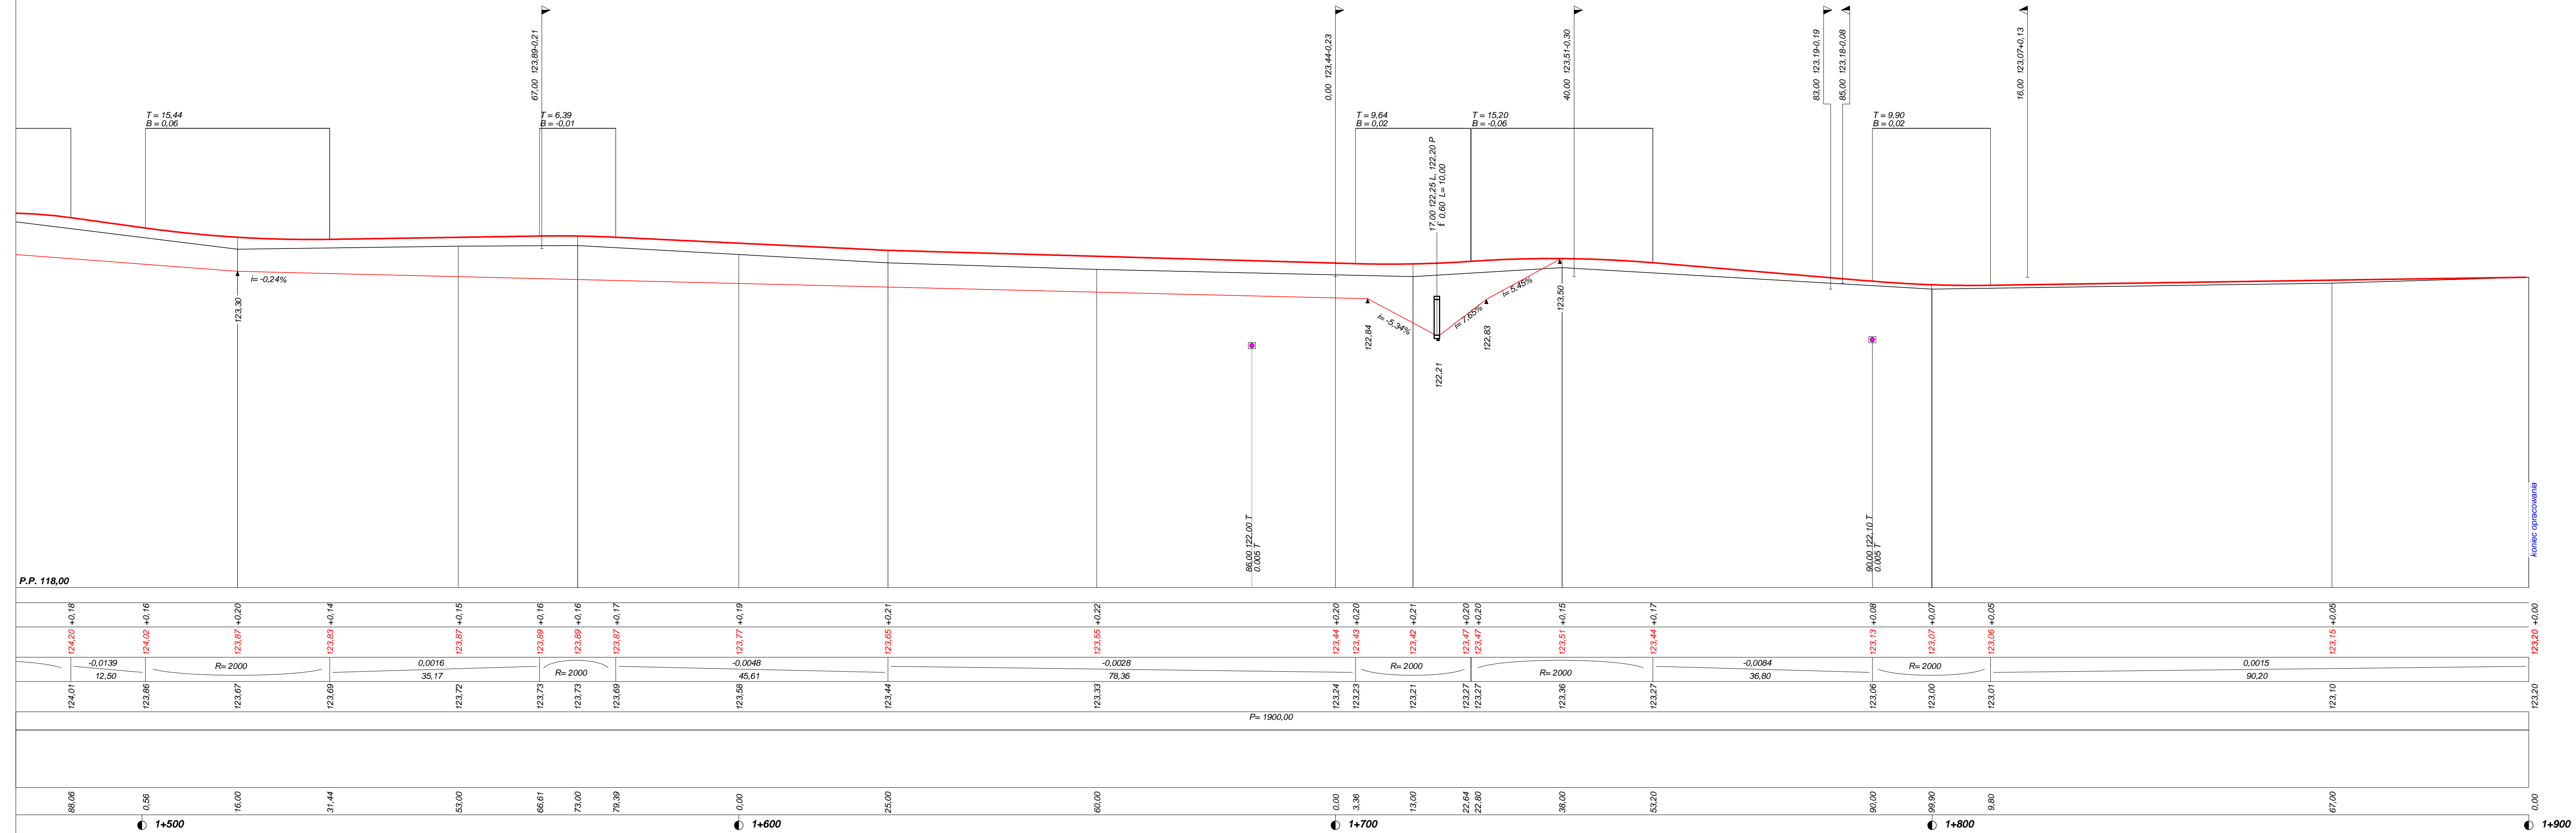 67,00 123,89-0,21
0,00 123,44-0,23
40,00 123,51-0,30
83,00 123,19-0,19
85,00 123,18-0,08
16,00 123,07+0,13
T = 15,44
B = 0,06
T = 6,39
B = -0,01
T = 9,64
B = 0,02
T = 15,20
B = -0,06
T = 9,90
B = 0,02
17,00 122,25 L, 122,20 P
f 0,60 L= 10,00
i= -0,24%
123,30
i= -5,34%
i= 7,65%
i= 5,45%
122,84
122,21
122,83
123,50
86,00 122,00 T
0.005 T
90,00 122,10 T
0.005 T
koniec opracowania
P.P. 118,00
+0,18 +0,16 +0,20 +0,14 +0,15 +0,16 +0,16 +0,17 +0,19 +0,21 +0,22 +0,20 +0,20 +0,21 +0,20 +0,20 +0,15 +0,17 +0,08 +0,07 +0,05 +0,05 +0,00
124,20 124,02 123,87 123,83 123,87 123,89 123,89 123,87 123,77 123,65 123,55 123,44 123,43 123,42 123,47 123,47 123,51 123,44 123,13 123,07 123,06 123,15 123,20
-0,0139 R= 2000 0,0016 R= 2000 -0,0048 -0,0028 R= 2000 R= 2000 -0,0084 R= 2000 0,0015
12,50 35,17 45,61 78,36 36,80 90,20
124,01 123,86 123,67 123,69 123,72 123,73 123,73 123,69 123,58 123,44 123,33 123,24 123,23 123,21 123,27 123,27 123,36 123,27 123,06 123,00 123,01 123,10 123,20
P= 1900,00
88,06 0,56 16,00 31,44 53,00 66,61 73,00 79,39 0,00 25,00 60,00 0,00 3,36 13,00 22,64 22,80 38,00 53,20 90,00 99,90 9,80 67,00 0,00
1+500 1+600 1+700 1+800 1+900